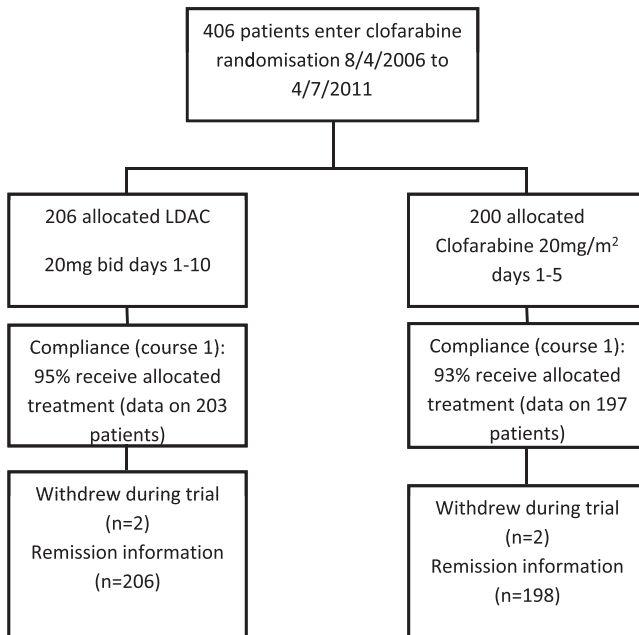 406 patients enter clofarabine
randomisation 8/4/2006 to
4/7/2011
206 allocated LDAC
20mg bid days 1-10
200 allocated
Clofarabine 20mg/m²
days 1-5
Compliance (course 1):
95% receive allocated
treatment (data on 203
patients)
Compliance (course 1):
93% receive allocated
treatment (data on 197
patients)
Withdrew during trial
(n=2)
Remission information
(n=206)
Withdrew during trial
(n=2)
Remission information
(n=198)